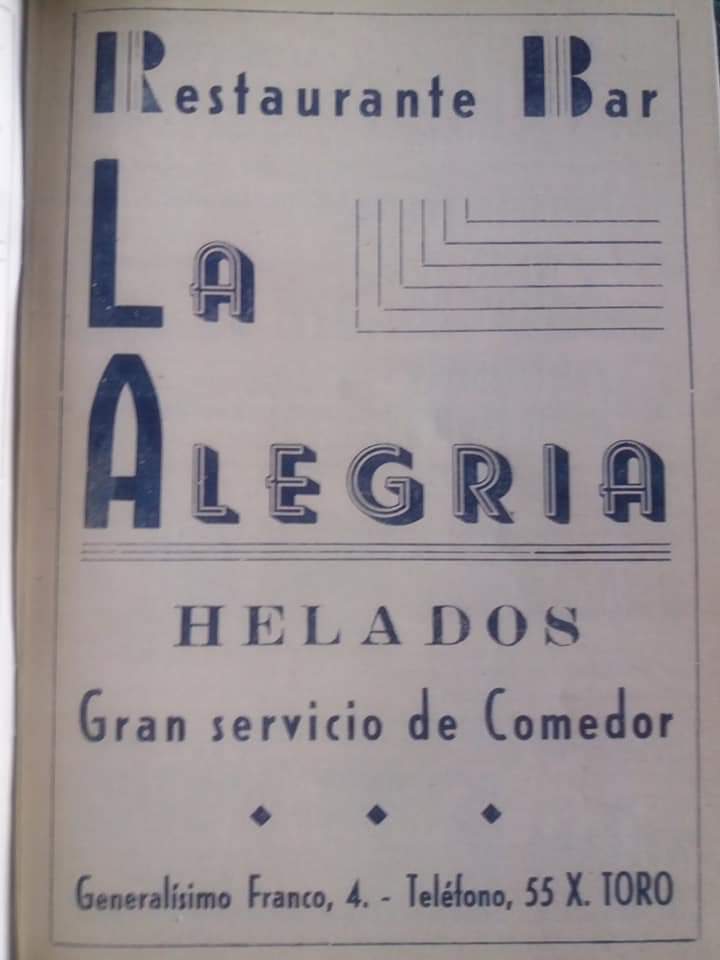 Restaurante Bar
LA
ALEGRIA
HELADOS
Gran servicio de Comedor
Generalísimo Franco, 4. - Teléfono, 55 X. TORO